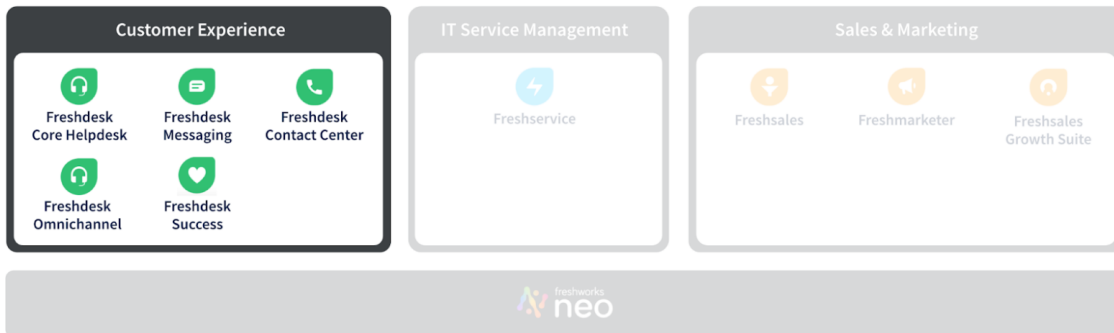 Customer Experience
Freshdesk
Core Helpdesk
Freshdesk
Messaging
Freshdesk
Contact Center
Freshdesk
Omnichannel
Freshdesk
Success
IT Service Management
Freshservice
Sales & Marketing
Freshsales
Freshmarketer
Freshsales
Growth Suite
freshworks
neo